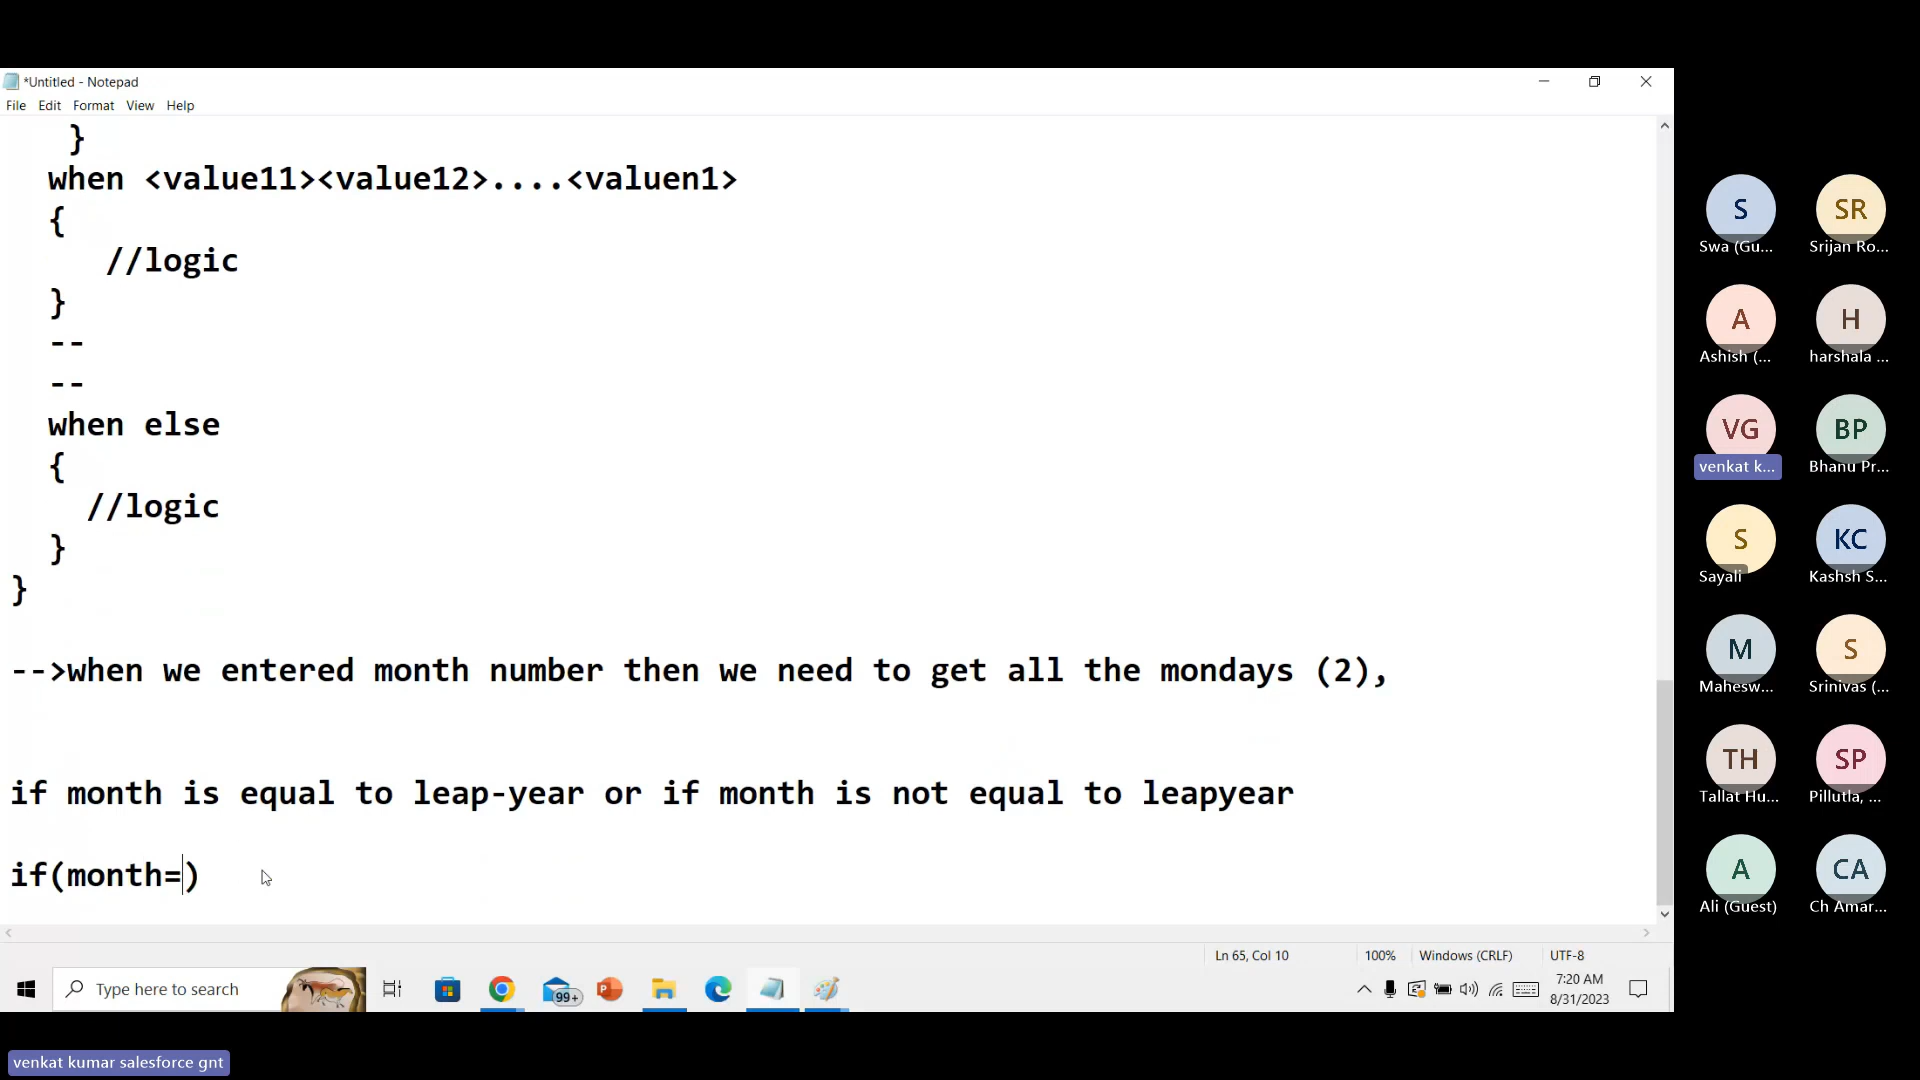 *Untitled - Notepad
File Edit Format View Help
}
when <value11><value12>....<valuen1>
{
//logic
}
--
--
when else
{
//logic
}
}
-->when we entered month number then we need to get all the mondays (2),
if month is equal to leap-year or if month is not equal to leapyear
if(month=)
Ln 65, Col 10
100%
Windows (CRLF)
UTF-8
Type here to search
99+
7:20 AM
8/31/2023
S
Swa (Gu...
SR
Srijan Ro...
A
Ashish (...
H
harshala ...
VG
venkat k...
BP
Bhanu Pr...
S
Sayali
KC
Kashsh S...
M
Mahesw...
S
Srinivas (...
TH
Tallat Hu...
SP
Pillutla, ...
A
Ali (Guest)
CA
Ch Amar...
venkat kumar salesforce gnt